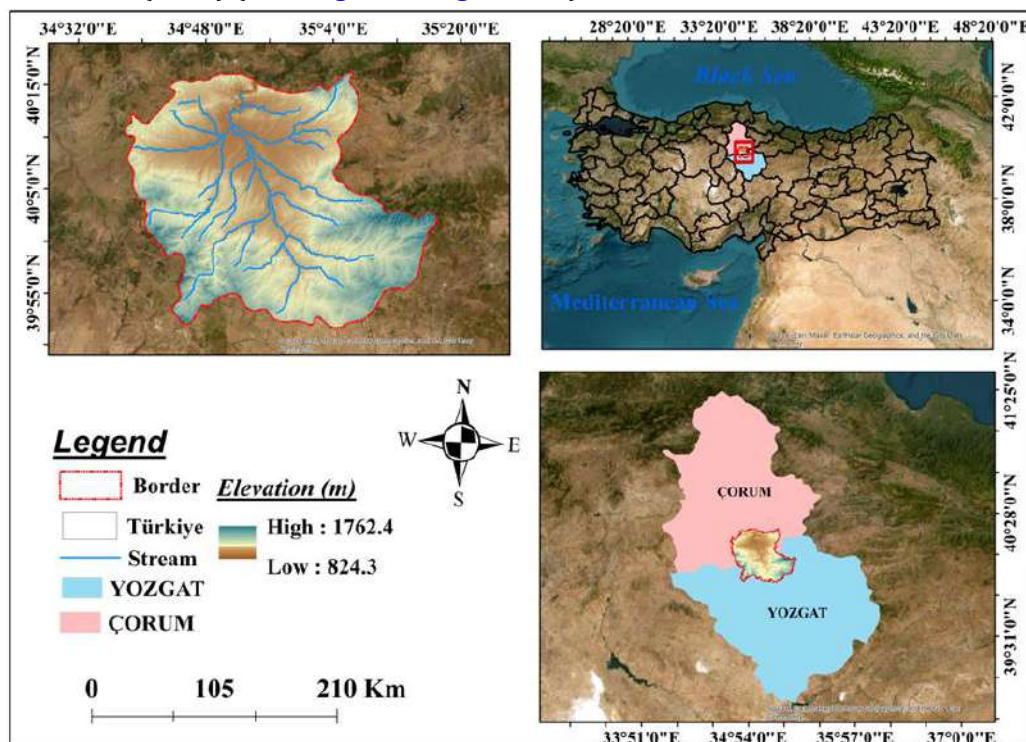 34°32'0"E 34°48'0"E 35°4'0"E 35°20'0"E
40°15'0"N
40°5'0"N
39°55'0"N
28°20'0"E 33°20'0"E 38°20'0"E 43°20'0"E 48°20'0"E
Black Sea
Mediterranean Sea
42°0'0"N
38°0'0"N
34°0'0"N
N
W E
S
Legend
Border
Türkiye
Stream
YOZGAT
ÇORUM
Elevation (m)
High : 1762.4
Low : 824.3
0 105 210 Km
ÇORUM
YOZGAT
41°25'0"N
40°28'0"N
39°31'0"N
33°51'0"E 34°54'0"E 35°57'0"E 37°0'0"E